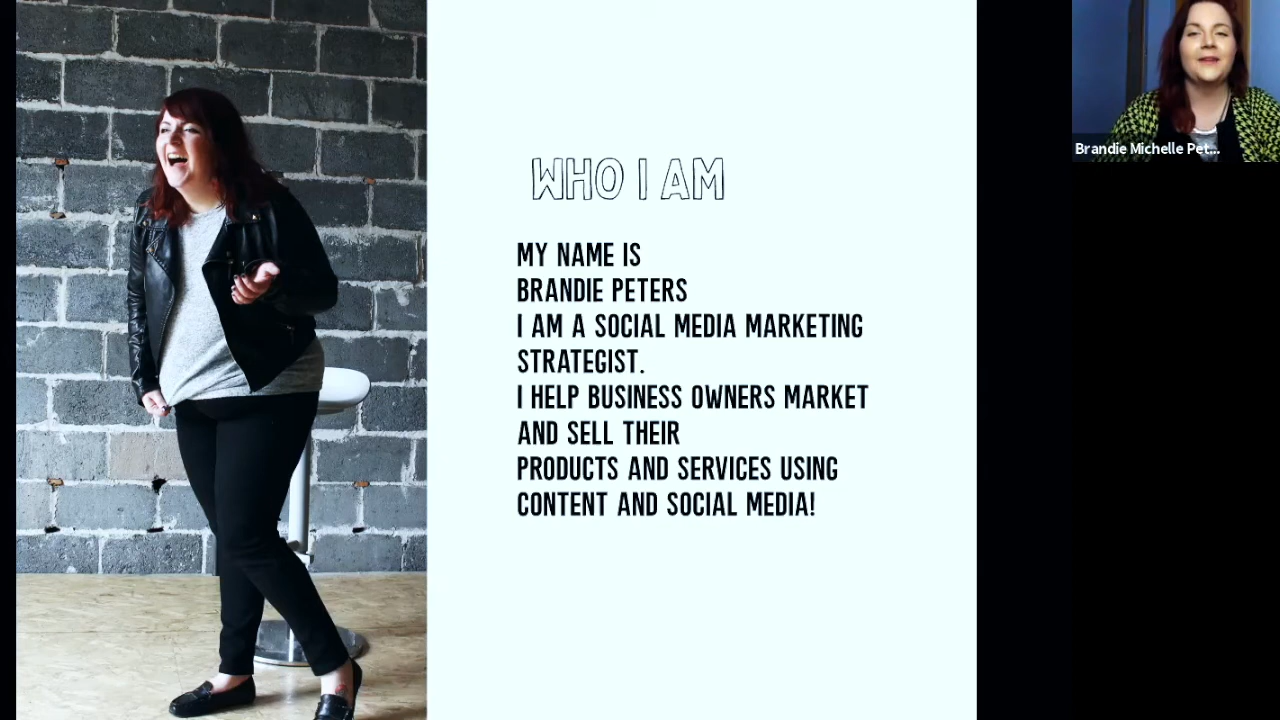 WHO I AM
MY NAME IS
BRANDIE PETERS
I AM A SOCIAL MEDIA MARKETING
STRATEGIST.
I HELP BUSINESS OWNERS MARKET
AND SELL THEIR
PRODUCTS AND SERVICES USING
CONTENT AND SOCIAL MEDIA!
Brandie Michelle Pet...